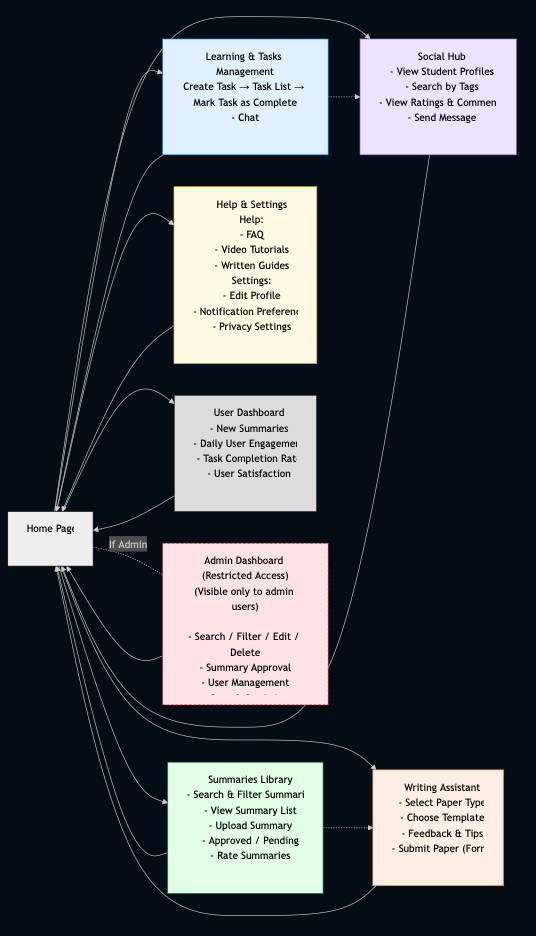 Learning & Tasks
Management
Create Task → Task List →
Mark Task as Complete
- Chat
Social Hub
- View Student Profiles
- Search by Tags
- View Ratings & Commen
- Send Message
Help & Settings
Help:
- FAQ
- Video Tutorials
- Written Guides
Settings:
- Edit Profile
- Notification Preferenc
- Privacy Settings
User Dashboard
- New Summaries
- Daily User Engagemen
- Task Completion Rat
- User Satisfaction
Home Page
If Admin
Admin Dashboard
(Restricted Access)
(Visible only to admin
users)
- Search / Filter / Edit /
Delete
- Summary Approval
- User Management
Summaries Library
- Search & Filter Summari
- View Summary List
- Upload Summary
- Approved / Pending
- Rate Summaries
Writing Assistant
- Select Paper Type
- Choose Template
- Feedback & Tips
- Submit Paper (Forr